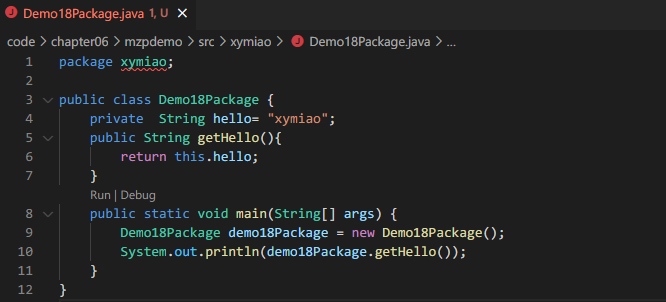 Demo18Package.java 1, U
code > chapter06 > mzpdemo > src > xymiao > Demo18Package.java > ...
1 package xymiao;
2
3 public class Demo18Package {
4     private  String hello= "xymiao";
5     public String getHello(){
6         return this.hello;
7     }
Run | Debug
8     public static void main(String[] args) {
9         Demo18Package demo18Package = new Demo18Package();
10         System.out.println(demo18Package.getHello());
11     }
12 }